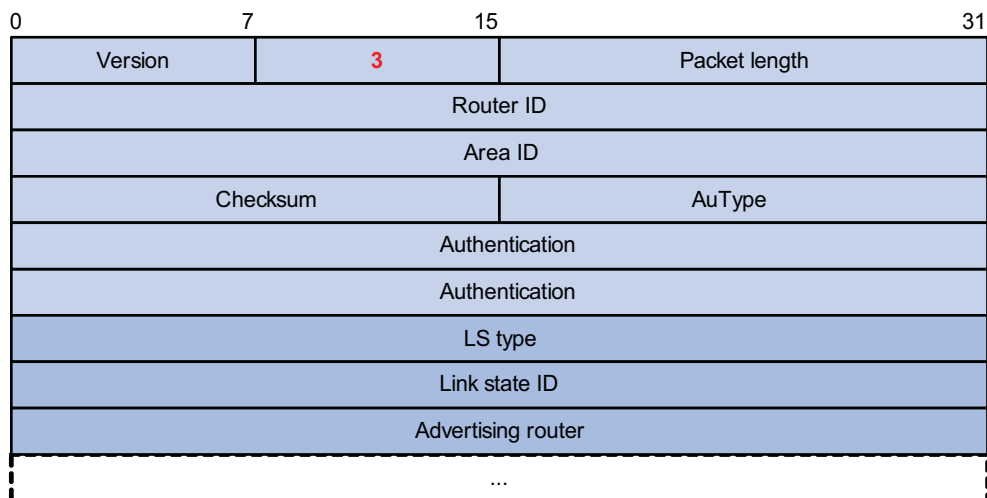 0 7 15 31
Version 3 Packet length
Router ID
Area ID
Checksum AuType
Authentication
Authentication
LS type
Link state ID
Advertising router
...